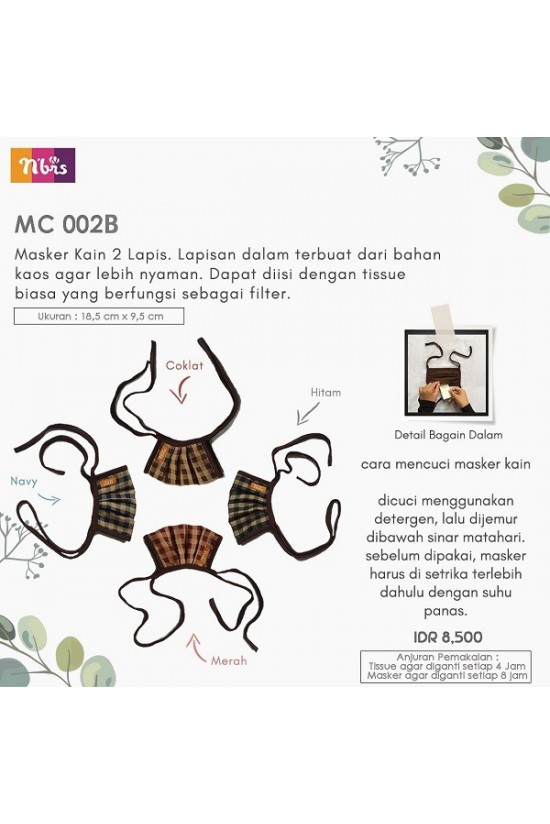 Nbrs
MC 002B
Masker Kain 2 Lapis. Lapisan dalam terbuat dari bahan
kaos agar lebih nyaman. Dapat diisi dengan tissue
biasa yang berfungsi sebagai filter.
Ukuran : 18,5 cm x 9,5 cm
Coklat
Hitam
Navy
Merah
Detail Bagain Dalam
cara mencuci masker kain
dicuci menggunakan
detergen, lalu dijemur
dibawah sinar matahari.
sebelum dipakai, masker
harus di setrika terlebih
dahulu dengan suhu
panas.
IDR 8,500
Anjuran Pemakaian :
Tissue agar diganti setiap 4 Jam
Masker agar diganti setiap 8 jam